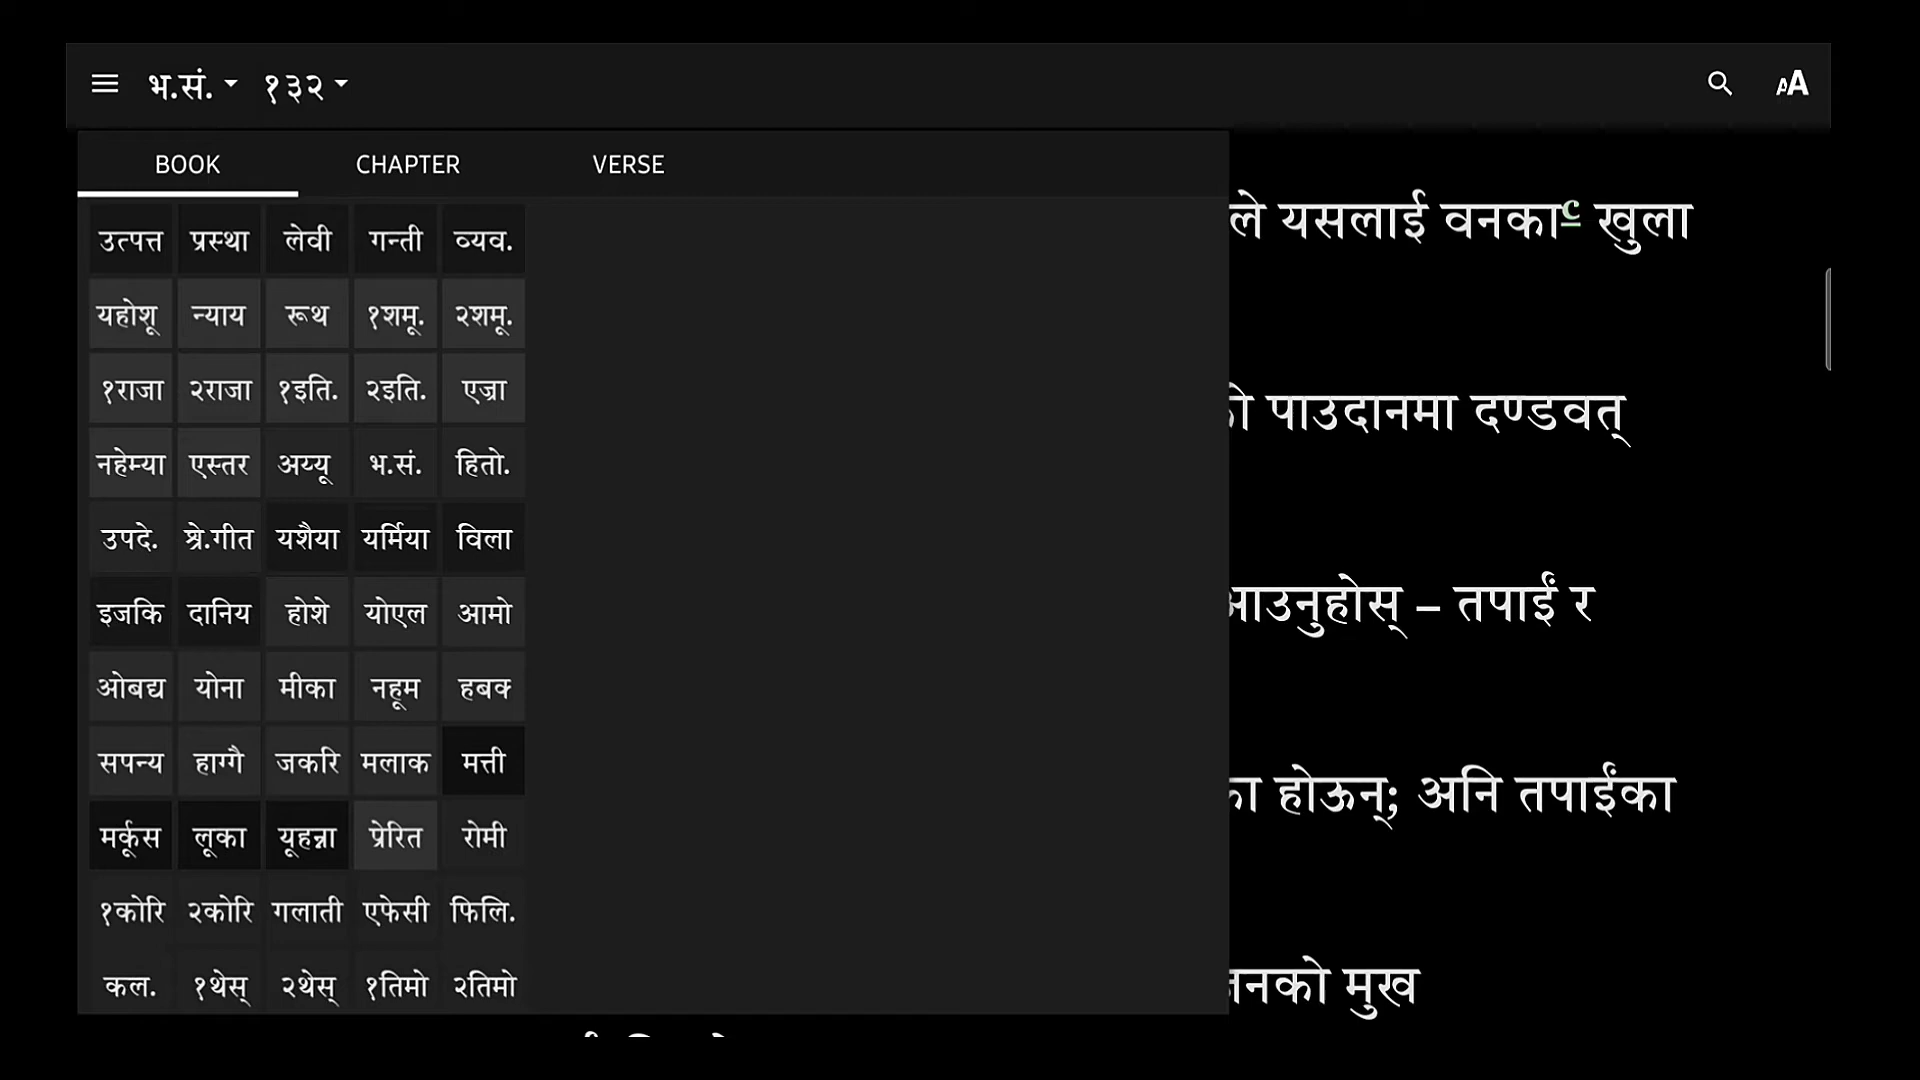 भ.सं. १३२
BOOK CHAPTER VERSE
उत्पत्त प्रस्था लेवी गन्ती व्यव.
यहोशू न्याय रूथ १शमू. २शमू.
१राजा २राजा १इति. २इति. एज्रा
नहेम्या एस्तर अय्यू भ.सं. हितो.
उपदे. श्रे.गीत यशैया यर्मिया विला
इजकि दानिय होशे योएल आमो
ओबद्य योना मीका नहूम हबक्
सपन्य हाग्गै जकरि मलाक मत्ती
मर्कूस लूका यूहन्ना प्रेरित रोमी
१कोरि २कोरि गलाती एफेसी फिलि.
कल. १थेस् २थेस् १तिमो २तिमो
ले यसलाई वनकाc खुला
पाउदानमा दण्डवत्
आउनुहोस् – तपाईं र
होऊन्; अनि तपाईंका
मुख